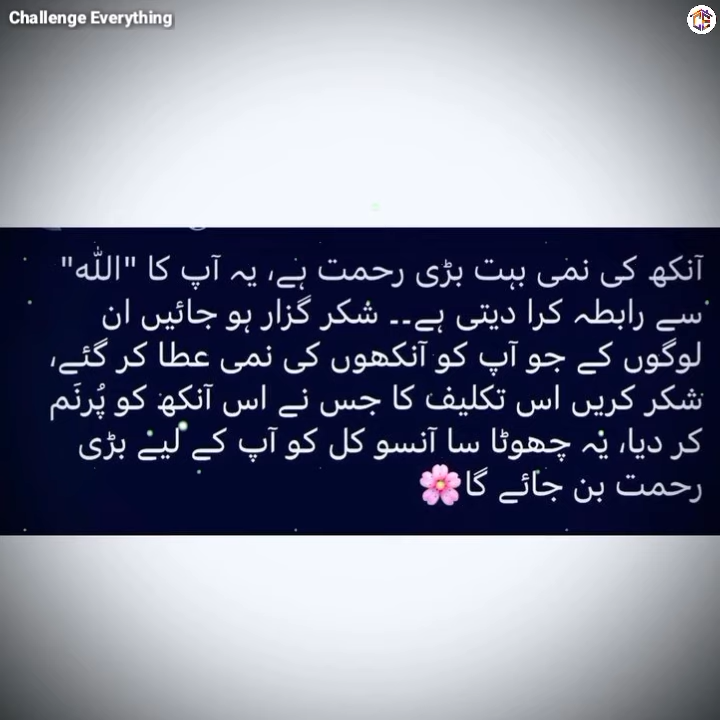 Challenge Everything
آنکھ کی نمی بہت بڑی رحمت ہے، یہ آپ کا "اللّٰہ"
سے رابطہ کرا دیتی ہے۔۔ شکر گزار ہو جائیں ان
لوگوں کے جو آپ کو آنکھوں کی نمی عطا کر گئے،
شکر کریں اس تکلیف کا جس نے اس آنکھ کو پُرنَم
کر دیا، یہ چھوٹا سا آنسو کل کو آپ کے لیے بڑی
رحمت بن جائے گا🌸